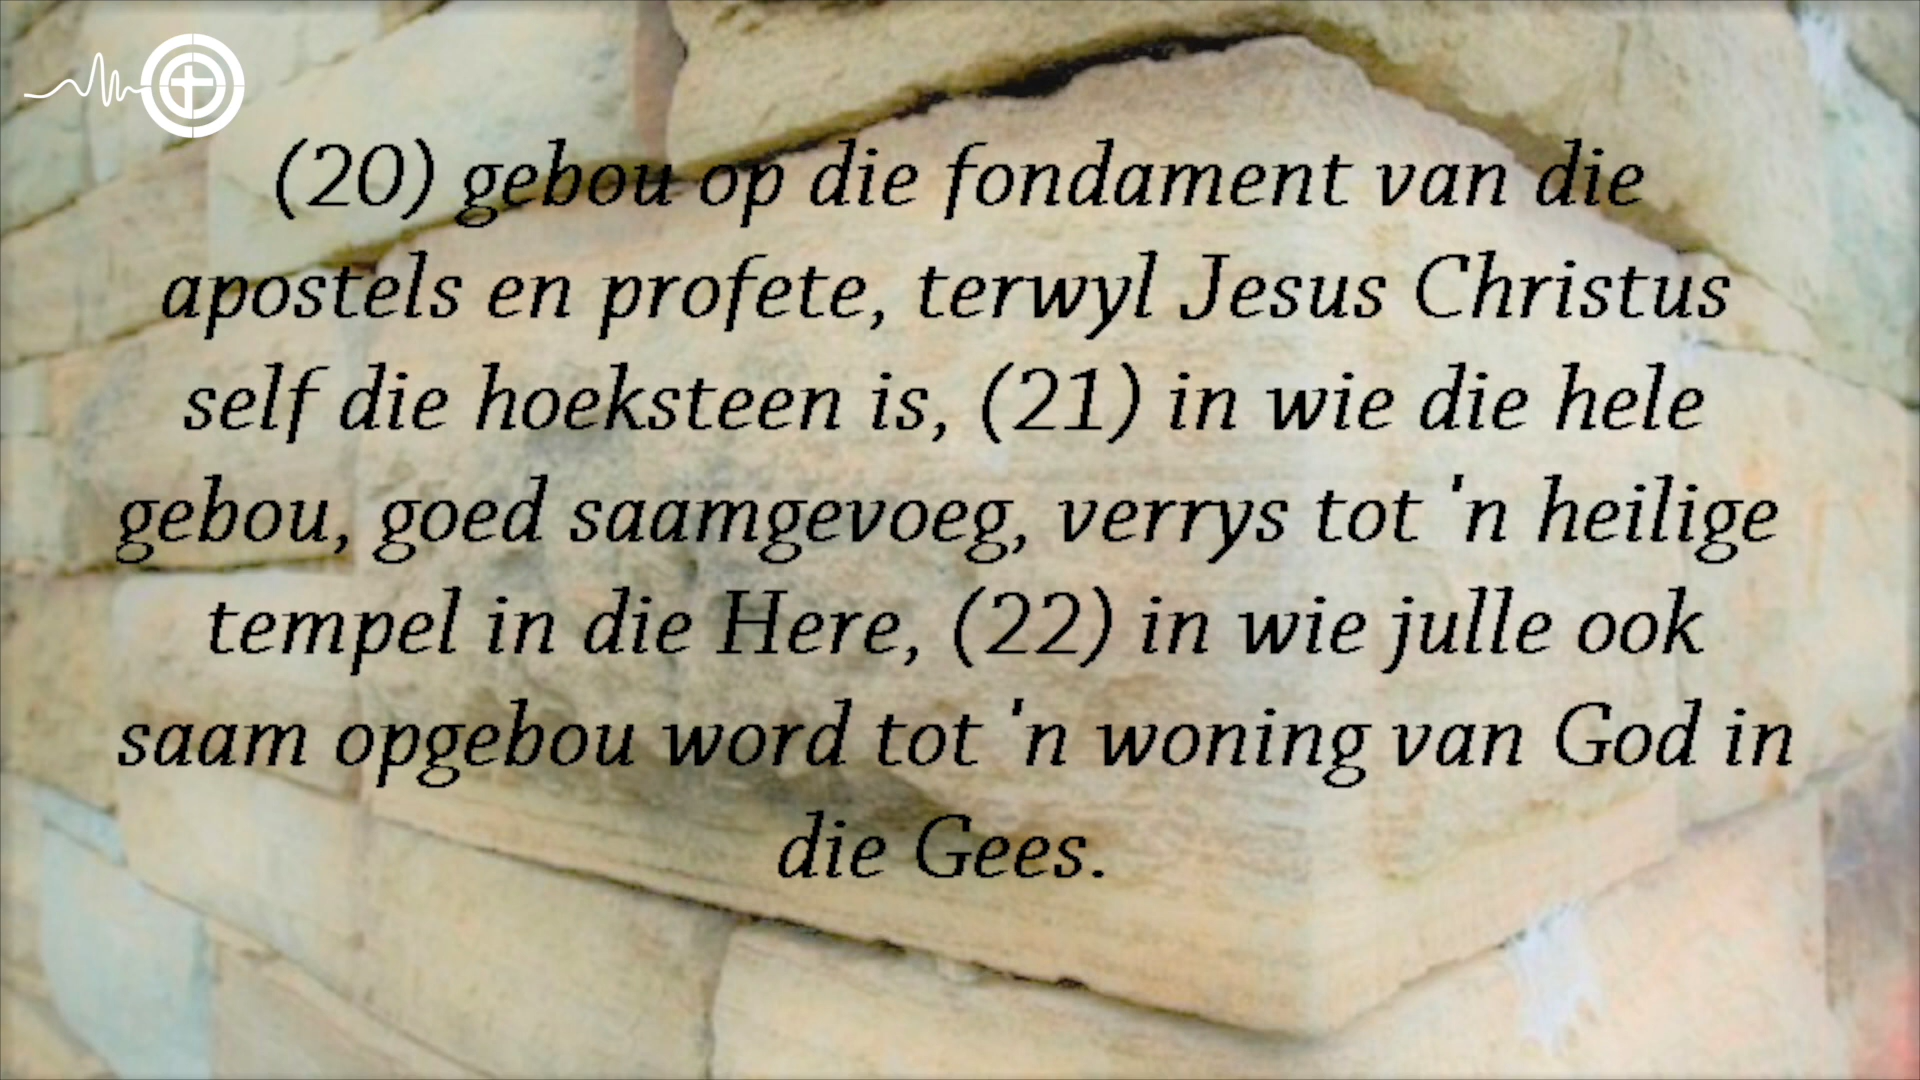 (20) gebou op die fondament van die
apostels en profete, terwyl Jesus Christus
self die hoeksteen is, (21) in wie die hele
gebou, goed saamgevoeg, verrys tot 'n heilige
tempel in die Here, (22) in wie julle ook
saam opgebou word tot 'n woning van God in
die Gees.